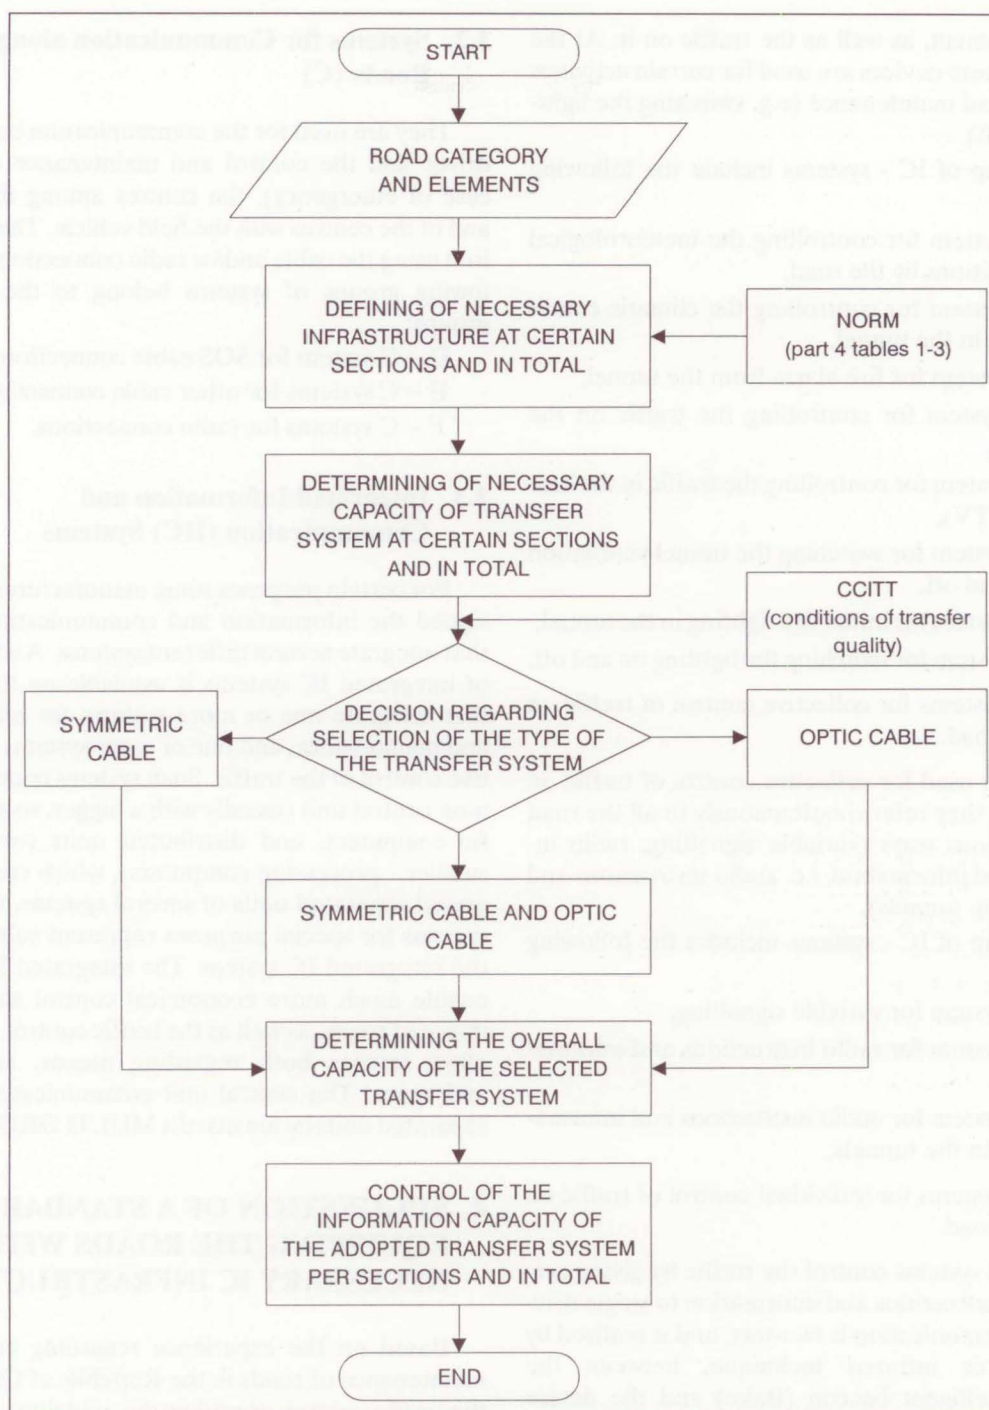 START
ROAD CATEGORY
AND ELEMENTS
DEFINING OF NECESSARY
INFRASTRUCTURE AT CERTAIN
SECTIONS AND IN TOTAL
NORM
(part 4 tables 1-3)
DETERMINING OF NECESSARY
CAPACITY OF TRANSFER
SYSTEM AT CERTAIN SECTIONS
AND IN TOTAL
CCITT
(conditions of transfer
quality)
SYMMETRIC
CABLE
DECISION REGARDING
SELECTION OF THE TYPE OF
THE TRANSFER SYSTEM
OPTIC CABLE
SYMMETRIC CABLE AND OPTIC
CABLE
DETERMINING THE OVERALL
CAPACITY OF THE SELECTED
TRANSFER SYSTEM
CONTROL OF THE
INFORMATION CAPACITY OF
THE ADOPTED TRANSFER SYSTEM
PER SECTIONS AND IN TOTAL
END